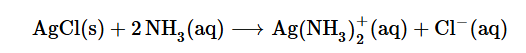 AgCl(s) + 2 NH₃(aq) ⟶ Ag(NH₃)₂⁺(aq) + Cl⁻(aq)